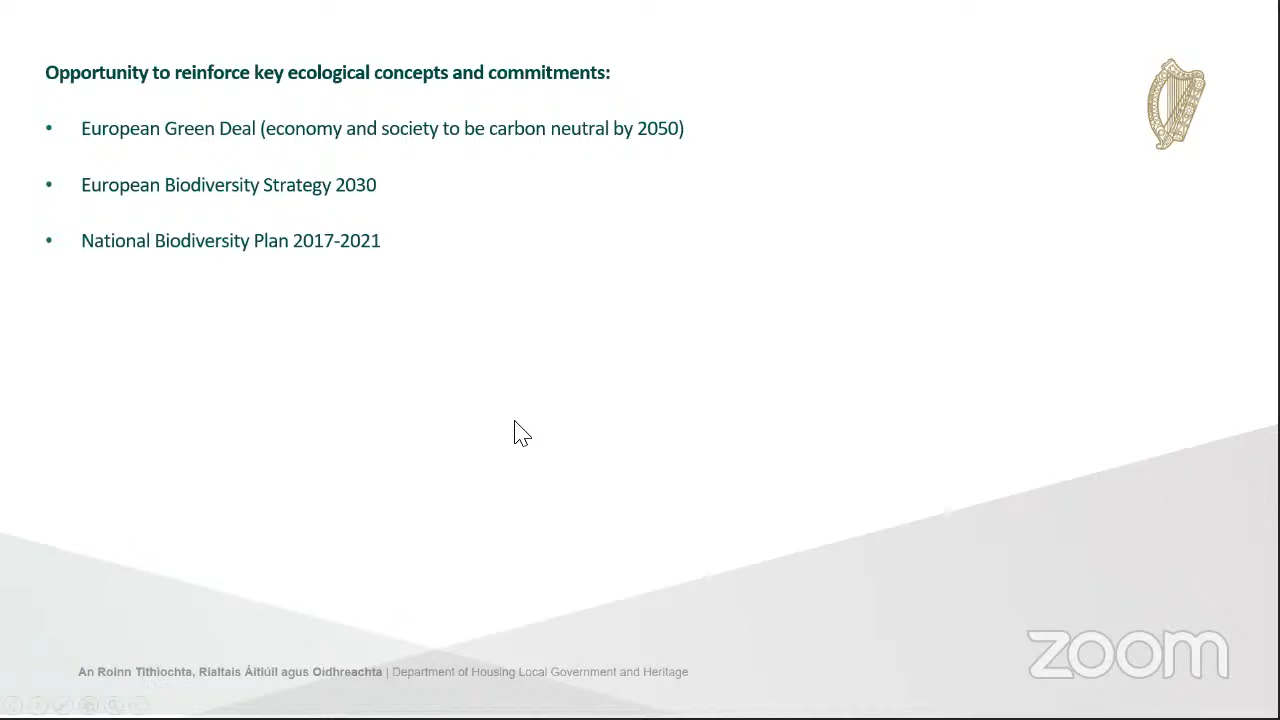 Opportunity to reinforce key ecological concepts and commitments:
• European Green Deal (economy and society to be carbon neutral by 2050)
• European Biodiversity Strategy 2030
• National Biodiversity Plan 2017-2021
An Roinn Tithíochta, Rialtais Áitiúil agus Oidhreachta | Department of Housing Local Government and Heritage
zoom